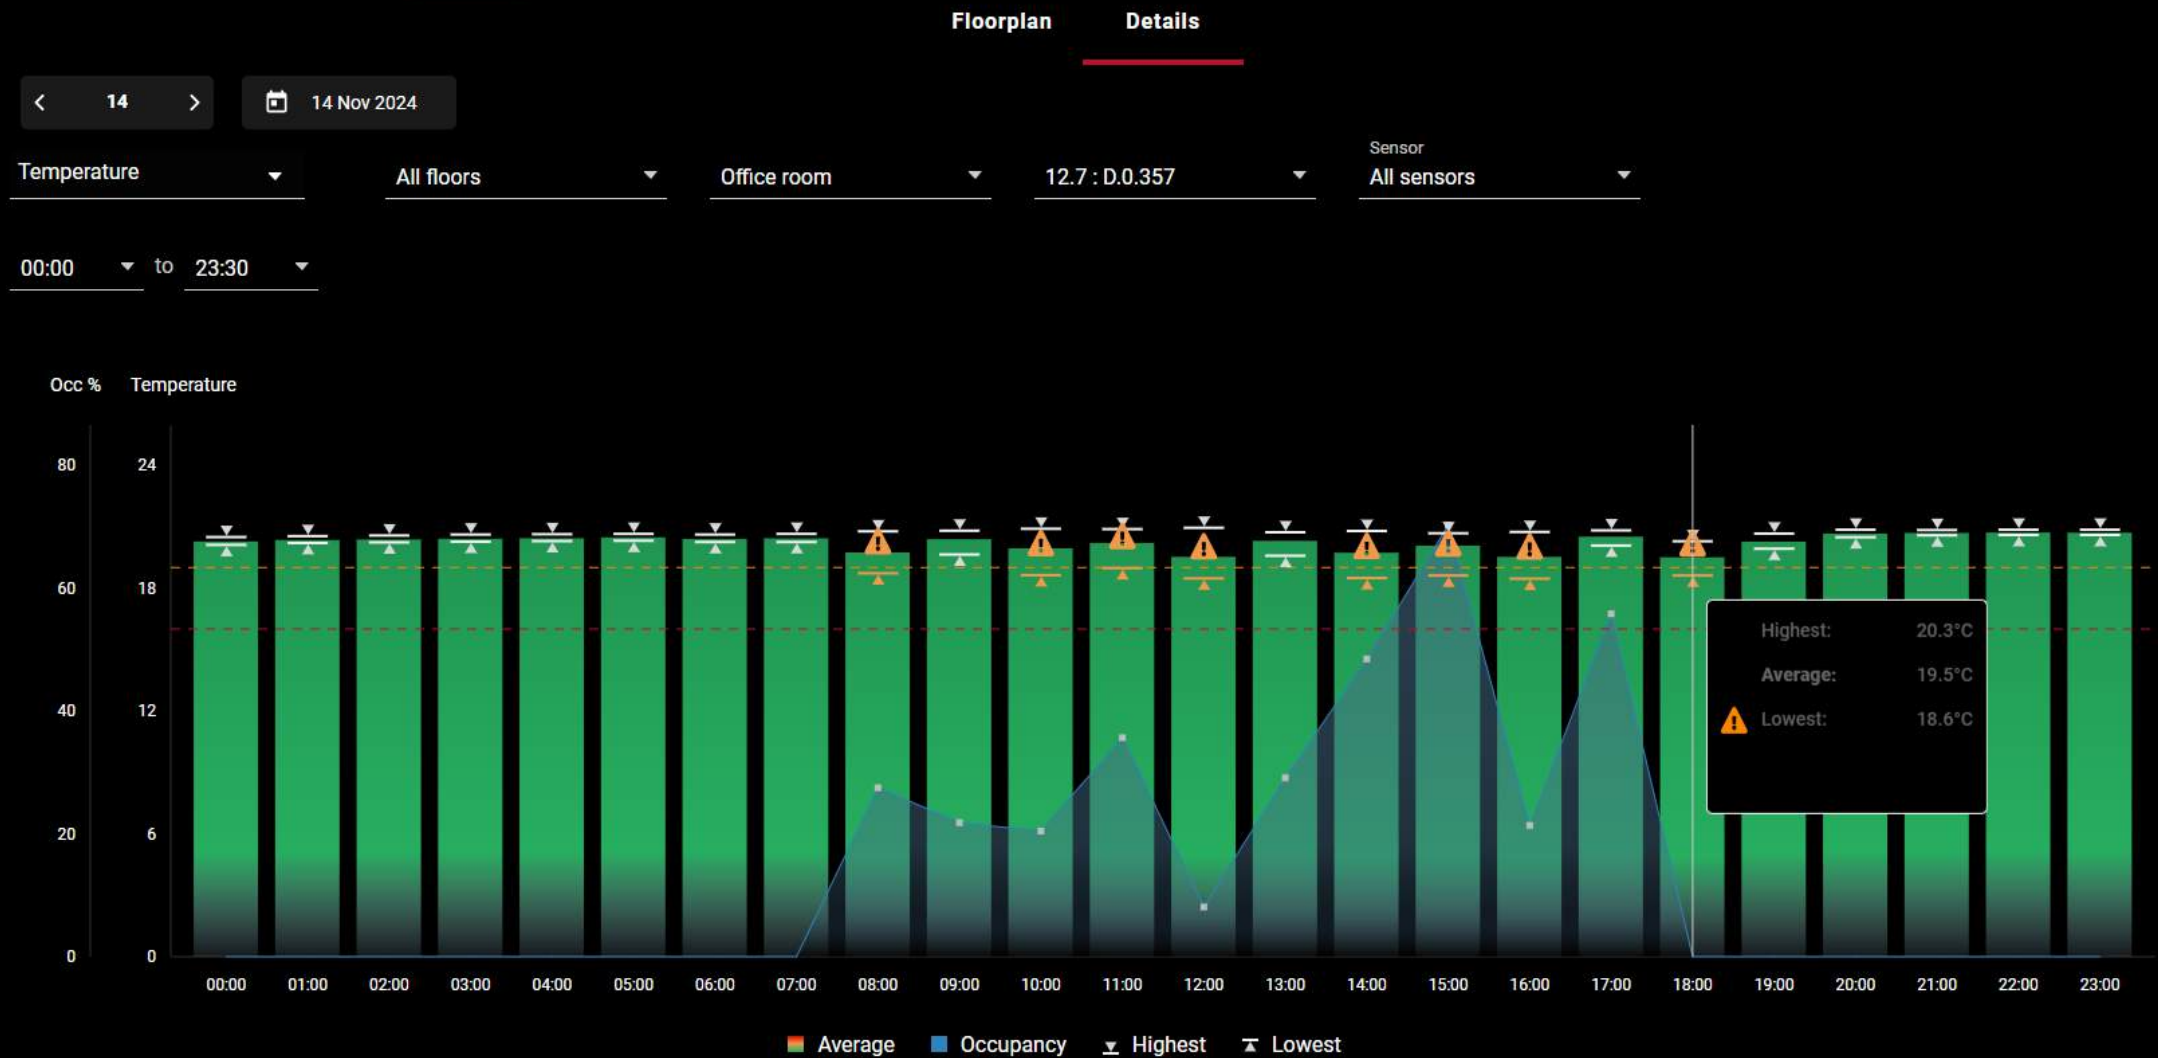 Floorplan Details
14 14 Nov 2024
Sensor
Temperature All floors Office room 12.7 : D.0.357 All sensors
00:00 to 23:30
Occ % Temperature
80 24
60 18
40 12
20 6
0 0
Highest: 20.3°C
Average: 19.5°C
Lowest: 18.6°C
00:00 01:00 02:00 03:00 04:00 05:00 06:00 07:00 08:00 09:00 10:00 11:00 12:00 13:00 14:00 15:00 16:00 17:00 18:00 19:00 20:00 21:00 22:00 23:00
Average Occupancy Highest Lowest